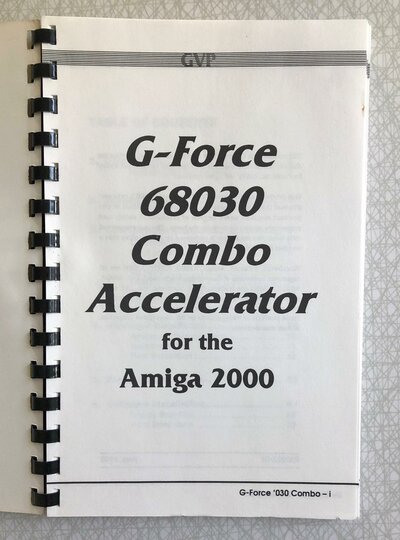 GVP
G-Force
68030
Combo
Accelerator
for the
Amiga 2000
G-Force '030 Combo – i